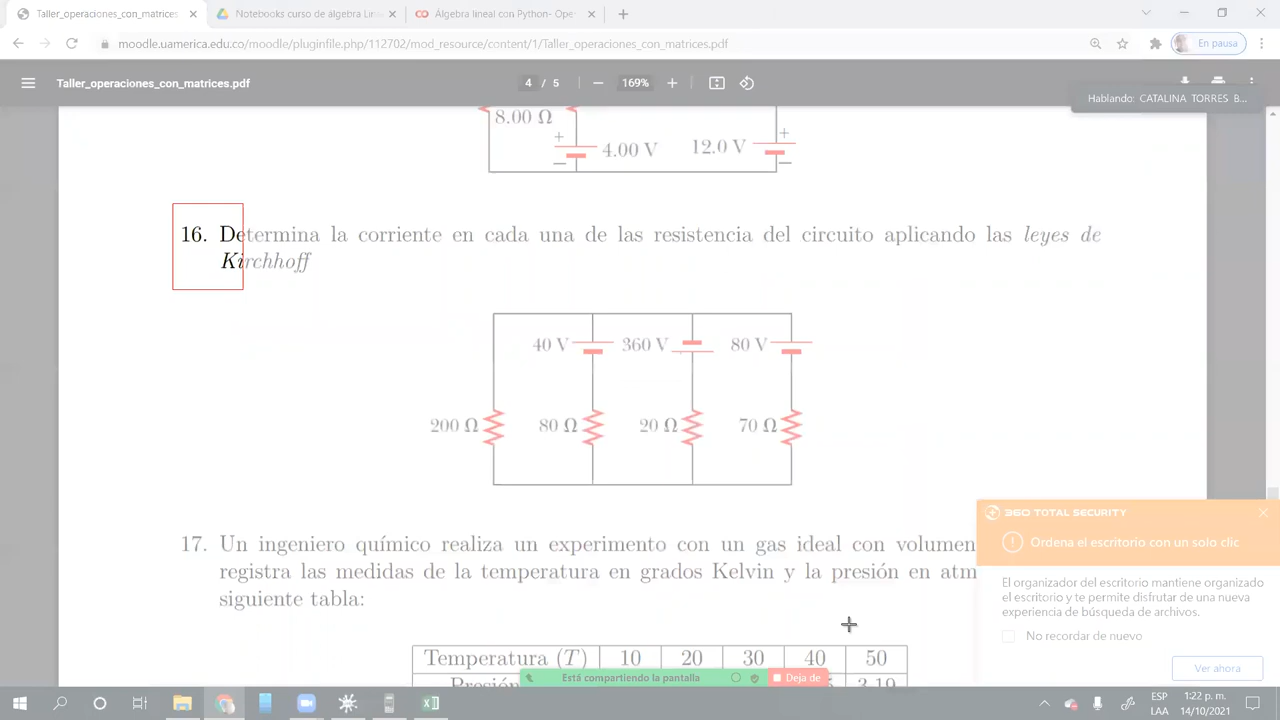 Taller_operaciones_con_matrices.
Notebooks curso de álgebra Line
Álgebra lineal con Python- Ope
moodle.uamerica.edu.co/moodle/pluginfile.php/112702/mod_resource/content/1/Taller_operaciones_con_matrices.pdf
En pausa
Taller_operaciones_con_matrices.pdf
4 / 5
169%
Hablando: CATALINA TORRES B...
8.00 Ω
+
4.00 V
−
12.0 V
+
−
16. Determina la corriente en cada una de las resistencia del circuito aplicando las leyes de
Kirchhoff
40 V
360 V
80 V
200 Ω
80 Ω
20 Ω
70 Ω
17. Un ingeniero químico realiza un experimento con un gas ideal con volumen
registra las medidas de la temperatura en grados Kelvin y la presión en atm
siguiente tabla:
Temperatura (T) 10 20 30 40 50
Presión 3.19
360 TOTAL SECURITY
Ordena el escritorio con un solo clic
El organizador del escritorio mantiene organizado
el escritorio y te permite disfrutar de una nueva
experiencia de búsqueda de archivos.
No recordar de nuevo
Ver ahora
Está compartiendo la pantalla
Deja de
ESP
LAA
1:22 p. m.
14/10/2021